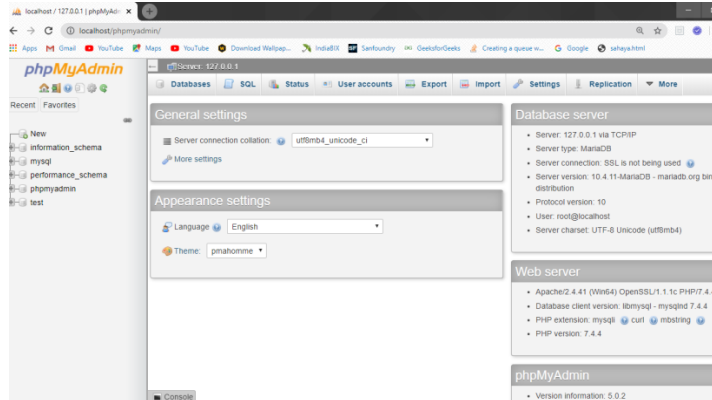 localhost / 127.0.0.1 | phpMyAdm
localhost/phpmyadmin/
Apps Gmail YouTube Maps YouTube Download Wallpap... IndiaBIX Sanfoundry GeeksforGeeks Creating a queue w... Google sahaya.html
phpMyAdmin
Recent Favorites
New
information_schema
mysql
performance_schema
phpmyadmin
test
Server: 127.0.0.1
Databases SQL Status User accounts Export Import Settings Replication More
General settings
Server connection collation: utf8mb4_unicode_ci
More settings
Appearance settings
Language English
Theme: pmahomme
Console
Database server
• Server: 127.0.0.1 via TCP/IP
• Server type: MariaDB
• Server connection: SSL is not being used
• Server version: 10.4.11-MariaDB - mariadb.org bin
distribution
• Protocol version: 10
• User: root@localhost
• Server charset: UTF-8 Unicode (utf8mb4)
Web server
• Apache/2.4.41 (Win64) OpenSSL/1.1.1c PHP/7.4.
• Database client version: libmysql - mysqlnd 7.4.4
• PHP extension: mysqli curl mbstring
• PHP version: 7.4.4
phpMyAdmin
• Version information: 5.0.2